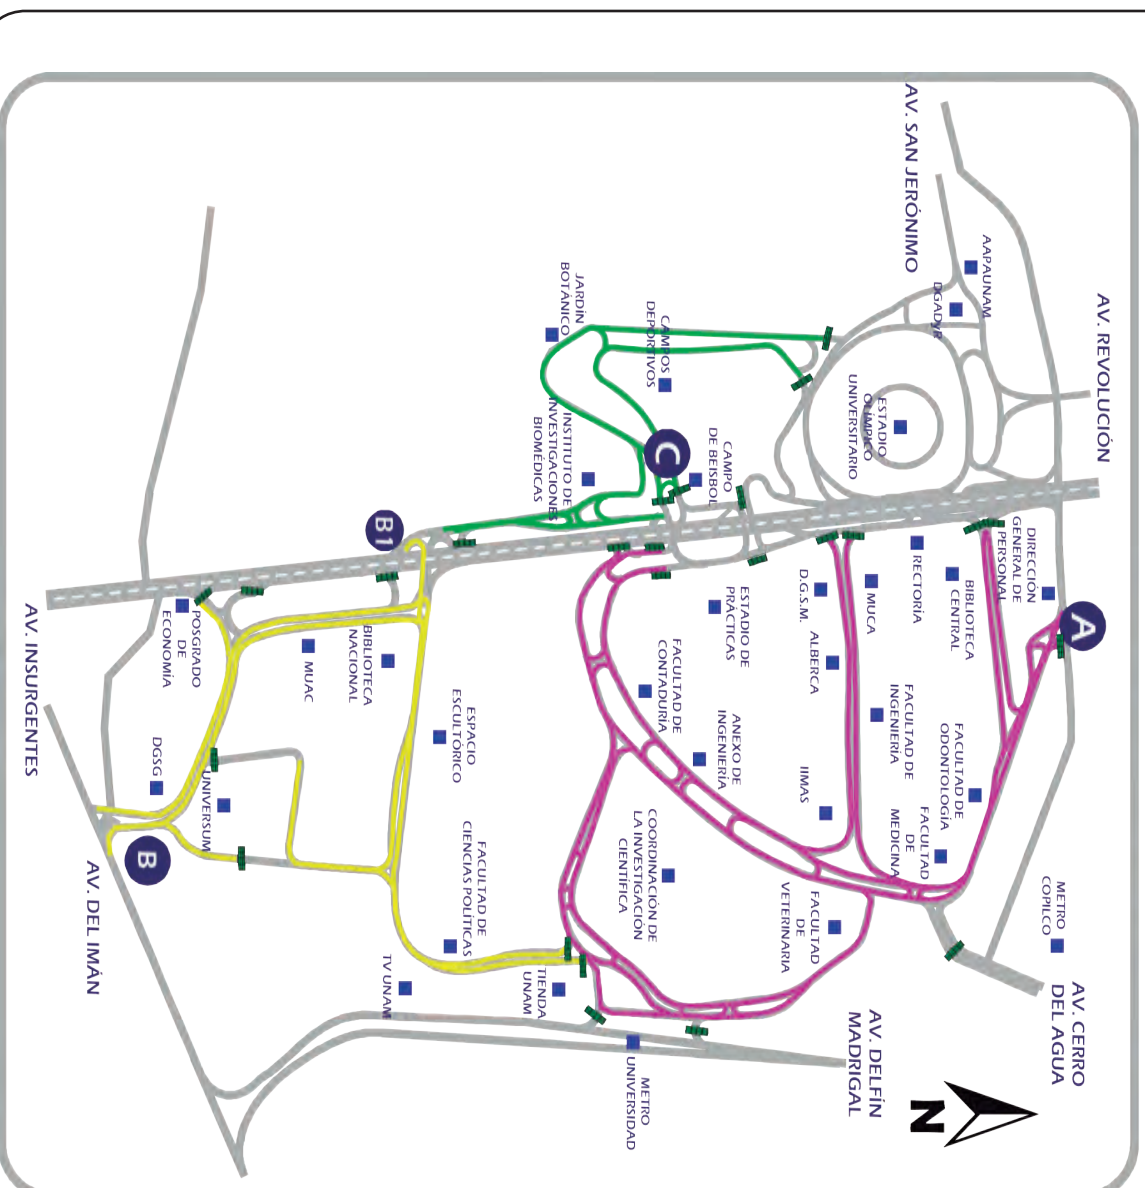 AV. SAN JERÓNIMO
AV. REVOLUCIÓN
AAPAUNAM
DGADyR
ESTADIO
OLÍMPICO
UNIVERSITARIO
JARDÍN
BOTÁNICO
CAMPOS
DEPORTIVOS
CAMPO
DE BEISBOL
C
INSTITUTO DE
INVESTIGACIONES
BIOMÉDICAS
B1
DIRECCIÓN
GENERAL DE
PERSONAL
A
BIBLIOTECA
CENTRAL
RECTORÍA
MUCA
D.G.S.M.
ALBERCA
ESTADIO DE
PRÁCTICAS
FACULTAD DE
CONTADURÍA
FACULTAD DE
INGENIERÍA
ANEXO DE
INGENIERÍA
IIMAS
FACULTAD DE
ODONTOLOGÍA
FACULTAD
DE
MEDICINA
METRO
COPILCO
AV. CERRO
DEL AGUA
FACULTAD
DE
VETERINARIA
COORDINACIÓN DE
LA INVESTIGACIÓN
CIENTÍFICA
AV. DELFÍN
MADRIGAL
METRO
UNIVERSIDAD
TIENDA
UNAM
TV UNAM
FACULTAD DE
CIENCIAS POLÍTICAS
ESPACIO
ESCULTÓRICO
BIBLIOTECA
NACIONAL
MUAC
POSGRADO
DE
ECONOMÍA
UNIVERSUM
DGSG
B
AV. INSURGENTES
AV. DEL IMÁN
N